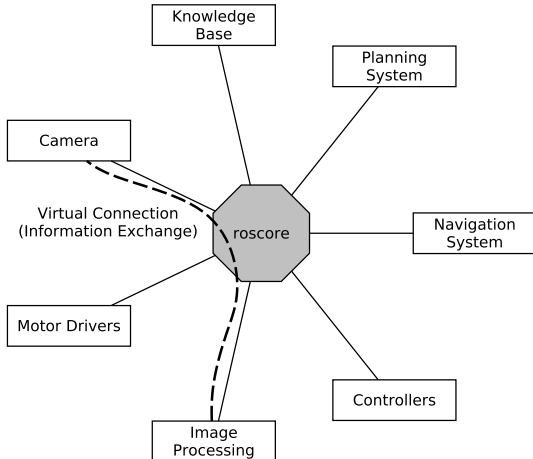 Knowledge
Base
Planning
System
Camera
Virtual Connection
(Information Exchange)
roscore
Navigation
System
Motor Drivers
Controllers
Image
Processing